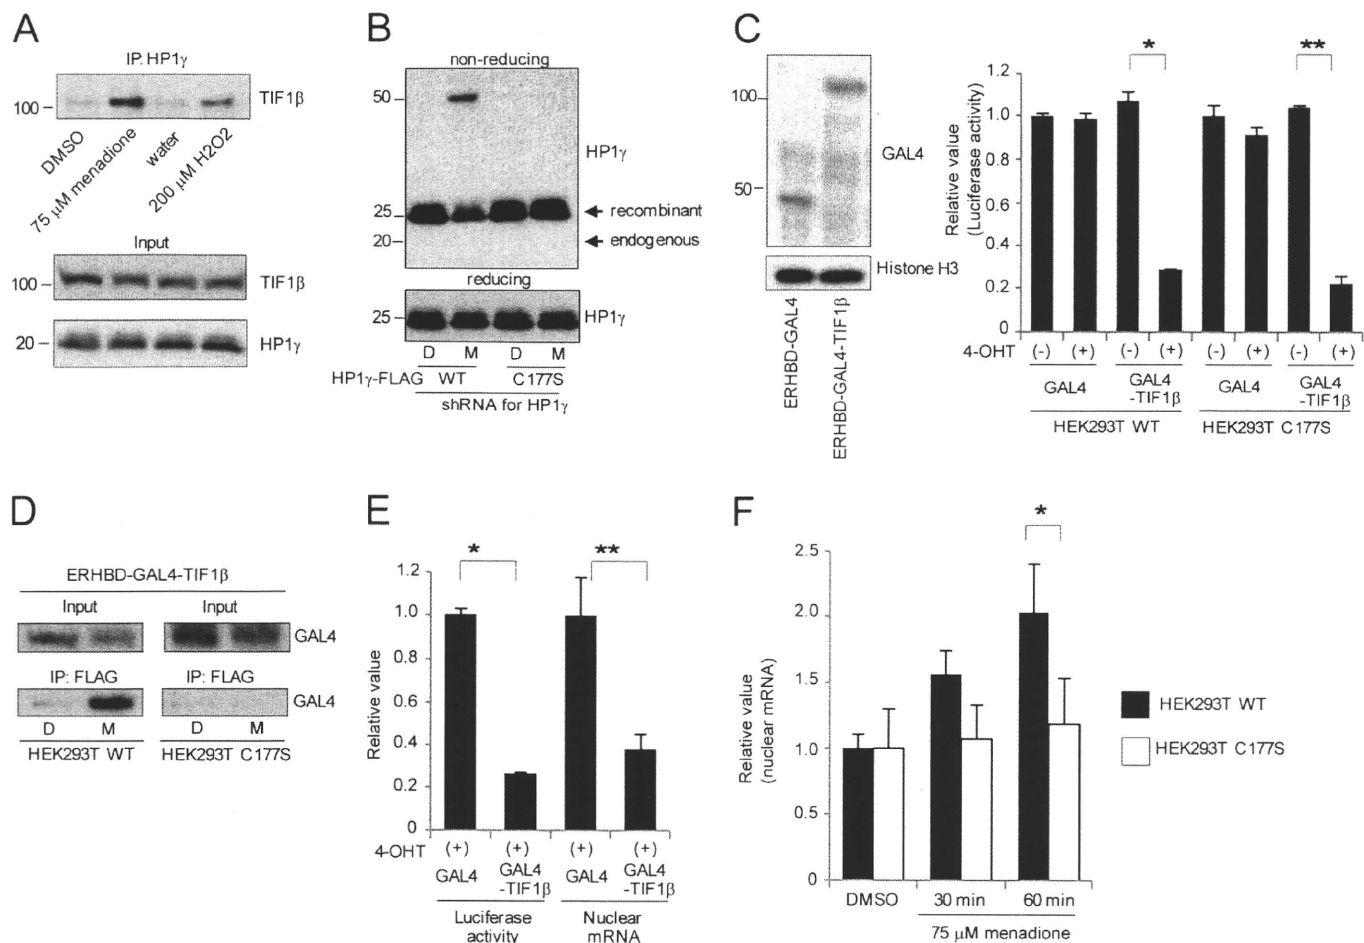 A
IP: HP1γ
100
TIF1β
DMSO
75 μM menadione
water
200 μM H2O2
Input
100
TIF1β
20
HP1γ
B
non-reducing
50
HP1γ
25
recombinant
20
endogenous
reducing
25
HP1γ
D M D M
HP1γ-FLAG WT C177S
shRNA for HP1γ
C
100
GAL4
50
Histone H3
ERHBD-GAL4
ERHBD-GAL4-TIF1β
* **
Relative value
(Luciferase activity)
1.2
1.0
0.8
0.6
0.4
0.2
0
4-OHT (-) (+) (-) (+) (-) (+) (-) (+)
GAL4 GAL4 GAL4 GAL4
-TIF1β -TIF1β
HEK293T WT HEK293T C177S
D
ERHBD-GAL4-TIF1β
Input Input
GAL4
IP: FLAG IP: FLAG
GAL4
D M D M
HEK293T WT HEK293T C177S
E
* **
Relative value
1.2
1.0
0.8
0.6
0.4
0.2
0
4-OHT (+) (+) (+) (+)
GAL4 GAL4 GAL4 GAL4
-TIF1β -TIF1β
Luciferase Nuclear
activity mRNA
F
*
Relative value
(nuclear mRNA)
2.5
2.0
1.5
1.0
0.5
0
DMSO 30 min 60 min
75 μM menadione
HEK293T WT
HEK293T C177S